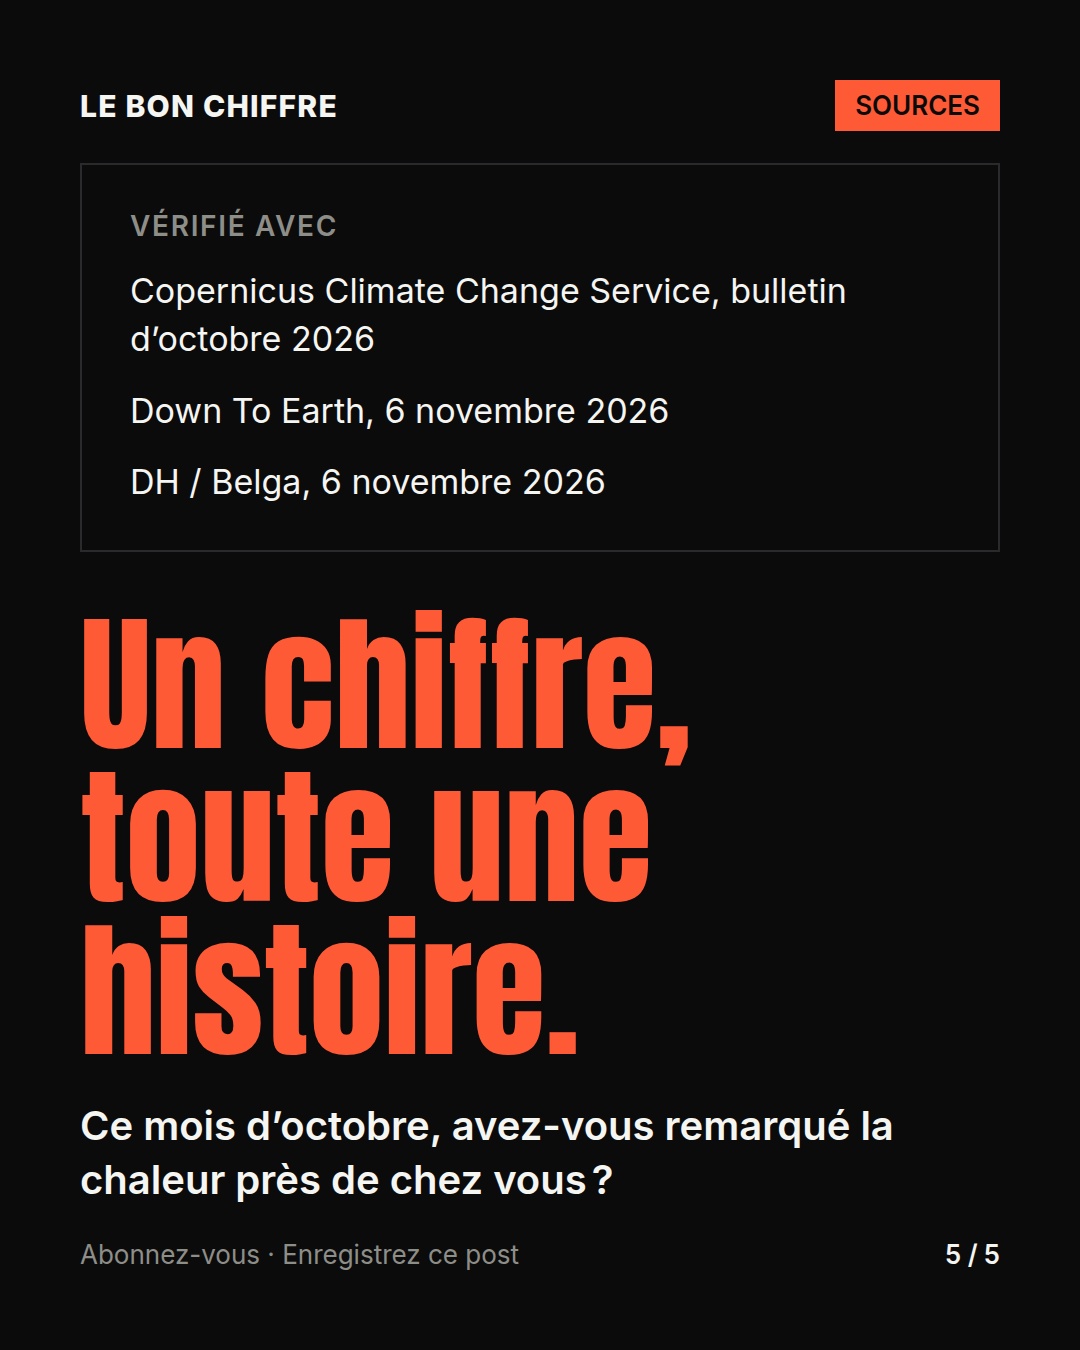 LE BON CHIFFRE
SOURCES
VÉRIFIÉ AVEC
Copernicus Climate Change Service, bulletin
d’octobre 2026
Down To Earth, 6 novembre 2026
DH / Belga, 6 novembre 2026
Un chiffre,
toute une
histoire.
Ce mois d’octobre, avez-vous remarqué la
chaleur près de chez vous ?
Abonnez-vous · Enregistrez ce post
5 / 5